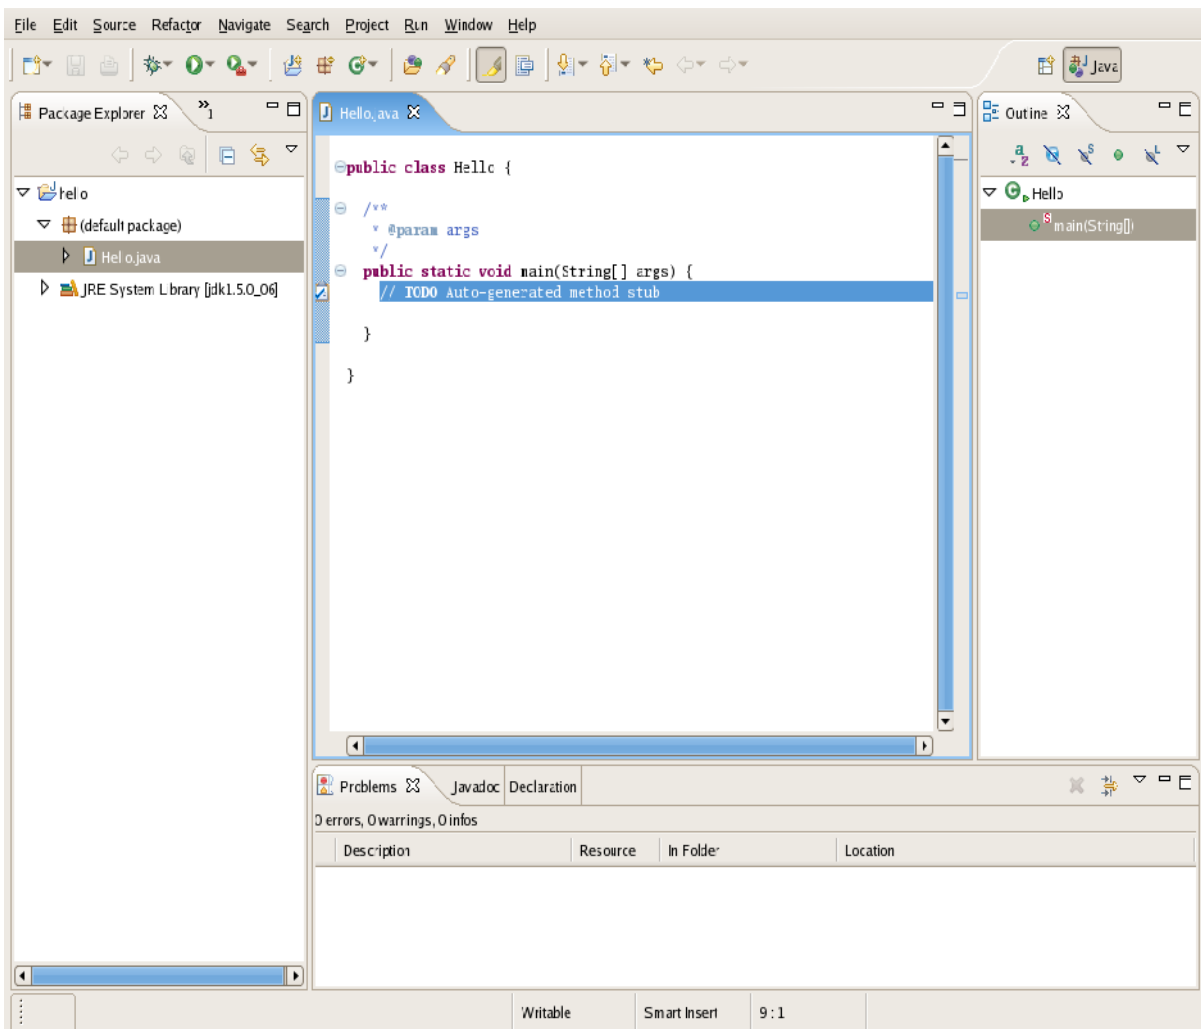 File Edit Source Refactor Navigate Search Project Run Window Help
Java
Package Explorer
»1
Hello.java
Outline
hello
(default package)
Hello.java
JRE System Library [jdk1.5.0_06]
public class Hello {
/**
* @param args
*/
public static void main(String[] args) {
// TODO Auto-generated method stub
}
}
Hello
main(String[])
Problems Javadoc Declaration
0 errors, 0 warnings, 0 infos
Description Resource In Folder Location
Writable Smart Insert 9 : 1